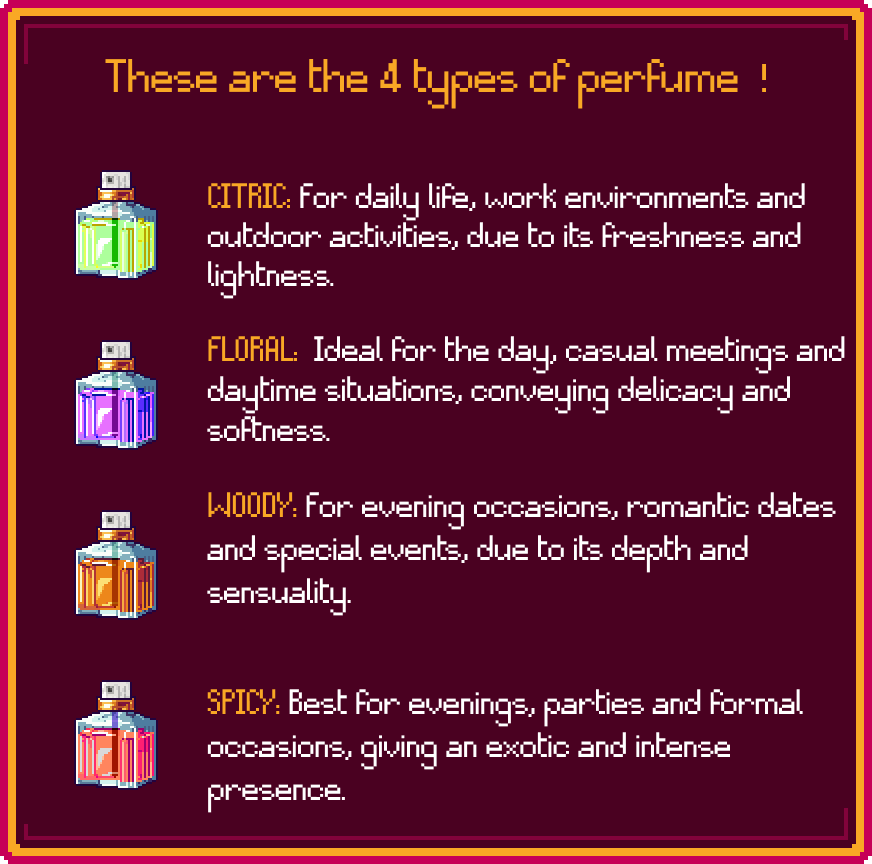 These are the 4 types of perfume !
CITRIC: For daily life, work environments and
outdoor activities, due to its freshness and
lightness.
FLORAL: Ideal for the day, casual meetings and
daytime situations, conveying delicacy and
softness.
WOODY: For evening occasions, romantic dates
and special events, due to its depth and
sensuality.
SPICY: Best for evenings, parties and formal
occasions, giving an exotic and intense
presence.